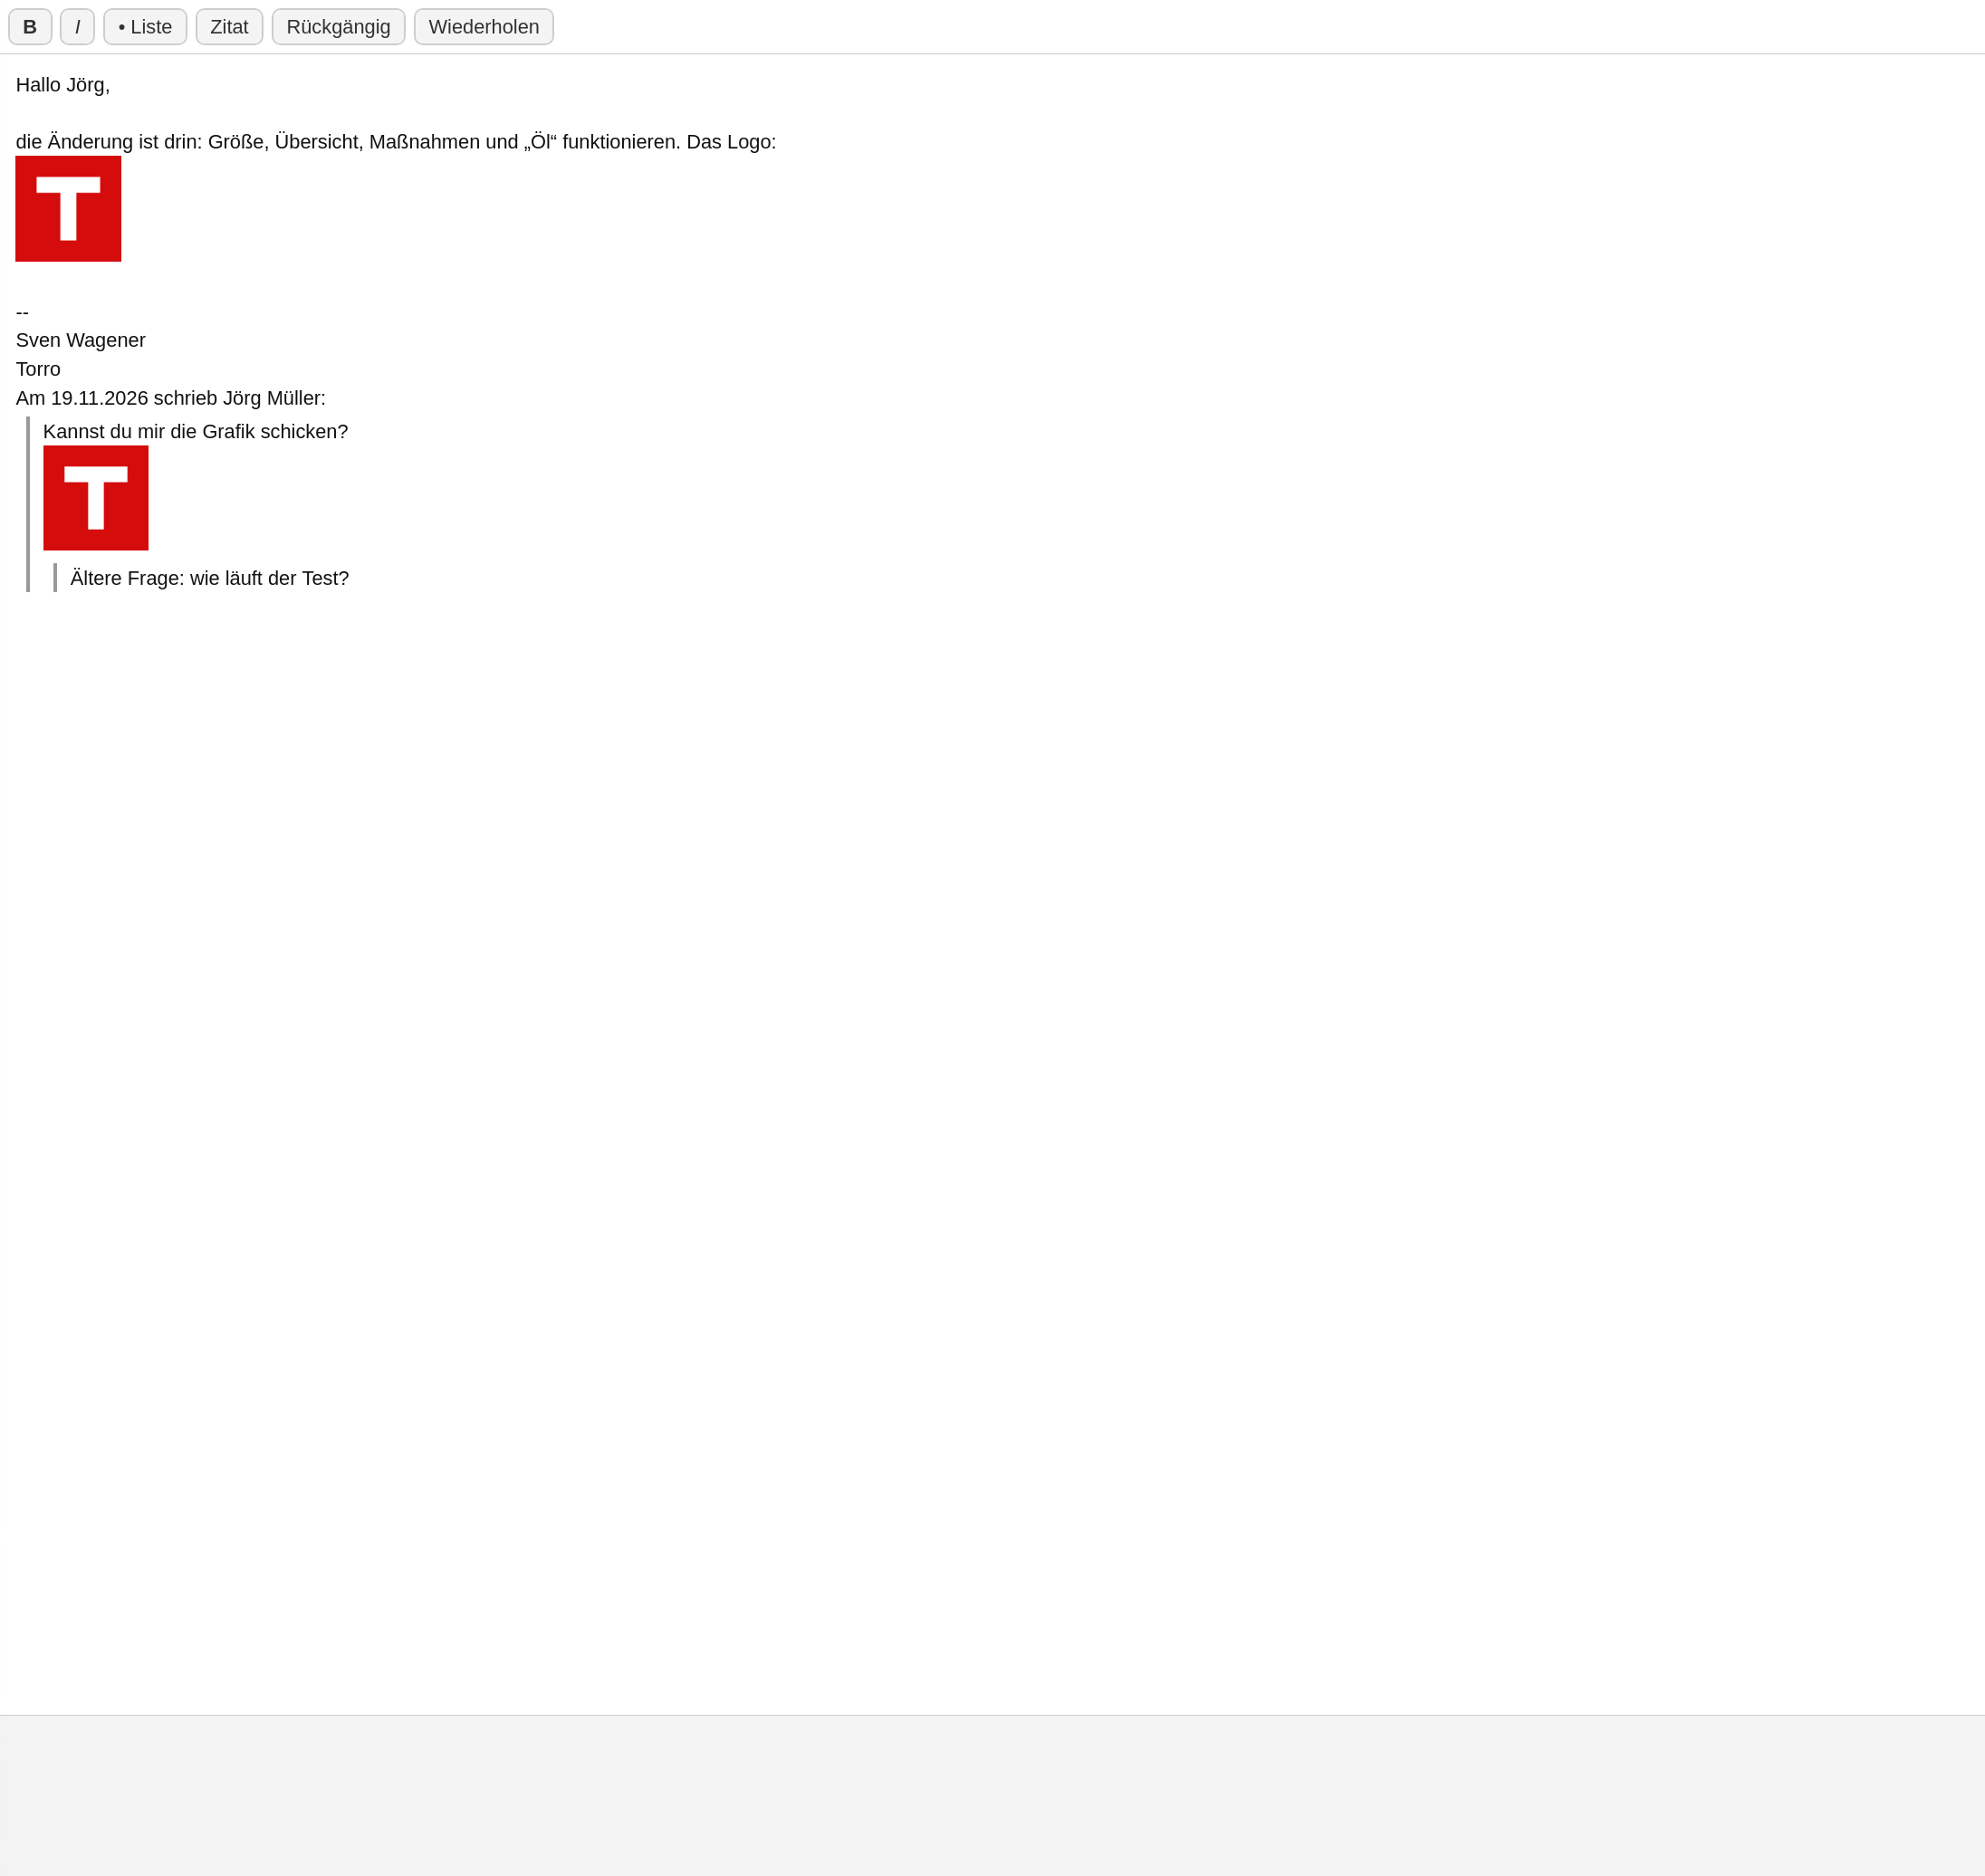 B I • Liste Zitat Rückgängig Wiederholen
Hallo Jörg,
die Änderung ist drin: Größe, Übersicht, Maßnahmen und „Öl“ funktionieren. Das Logo:
T
--
Sven Wagener
Torro
Am 19.11.2026 schrieb Jörg Müller:
Kannst du mir die Grafik schicken?
T
Ältere Frage: wie läuft der Test?